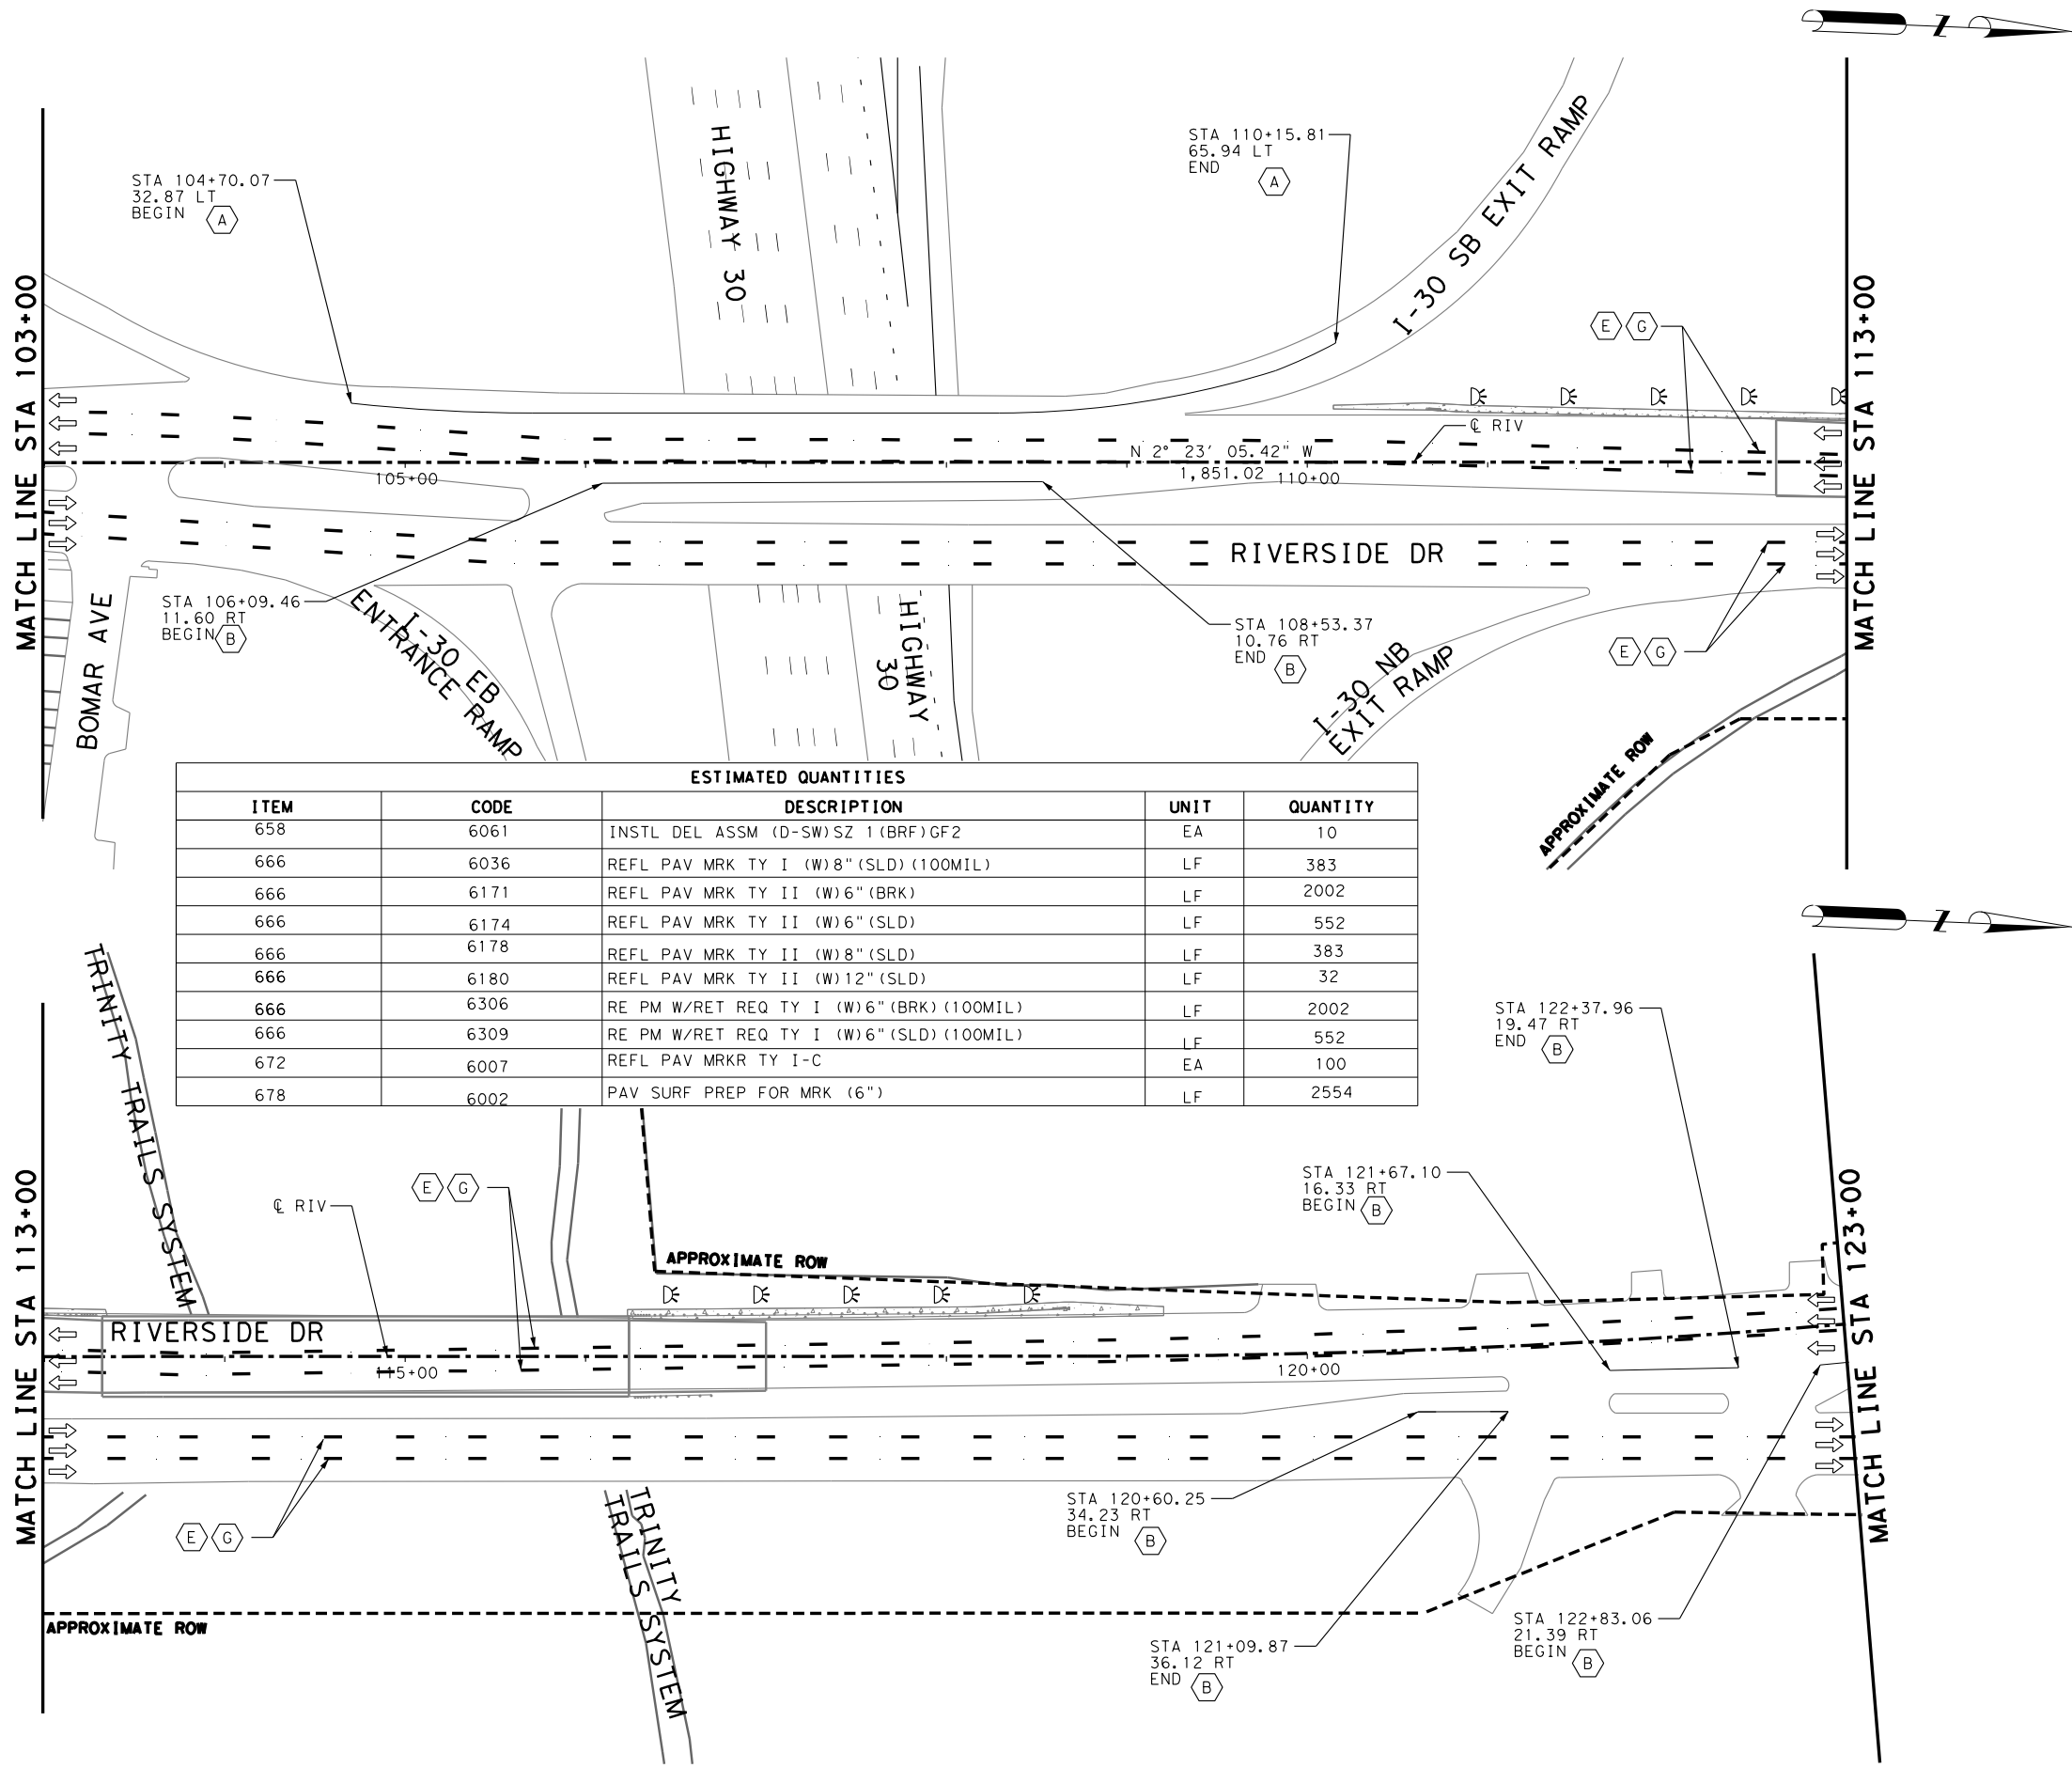 Z
STA 104+70.07
32.87 LT
BEGIN A
HIGHWAY 30
STA 110+15.81
65.94 LT
END
A
I-30 SB EXIT RAMP
E G
MATCH LINE STA 103+00
MATCH LINE STA 113+00
℄ RIV
N 2° 23' 05.42" W
1,851.02
105+00
110+00
RIVERSIDE DR
STA 106+09.46
11.60 RT
BEGIN B
BOMAR AVE
I-30 EB
ENTRANCE RAMP
HIGHWAY
30
STA 108+53.37
10.76 RT
END B
I-30 NB
EXIT RAMP
E G
APPROXIMATE ROW
ESTIMATED QUANTITIES
ITEM CODE DESCRIPTION UNIT QUANTITY
658 6061 INSTL DEL ASSM (D-SW)SZ 1(BRF)GF2 EA 10
666 6036 REFL PAV MRK TY I (W)8"(SLD)(100MIL) LF 383
666 6171 REFL PAV MRK TY II (W)6"(BRK) LF 2002
666 6174 REFL PAV MRK TY II (W)6"(SLD) LF 552
666 6178 REFL PAV MRK TY II (W)8"(SLD) LF 383
666 6180 REFL PAV MRK TY II (W)12"(SLD) LF 32
666 6306 RE PM W/RET REQ TY I (W)6"(BRK)(100MIL) LF 2002
666 6309 RE PM W/RET REQ TY I (W)6"(SLD)(100MIL) LF 552
672 6007 REFL PAV MRKR TY I-C EA 100
678 6002 PAV SURF PREP FOR MRK (6") LF 2554
Z
TRINITY TRAILS SYSTEM
STA 122+37.96
19.47 RT
END B
MATCH LINE STA 113+00
MATCH LINE STA 123+00
℄ RIV
E G
APPROXIMATE ROW
STA 121+67.10
16.33 RT
BEGIN B
RIVERSIDE DR
115+00
120+00
E G
TRINITY
TRAILS SYSTEM
STA 120+60.25
34.23 RT
BEGIN B
STA 121+09.87
36.12 RT
END B
STA 122+83.06
21.39 RT
BEGIN B
APPROXIMATE ROW